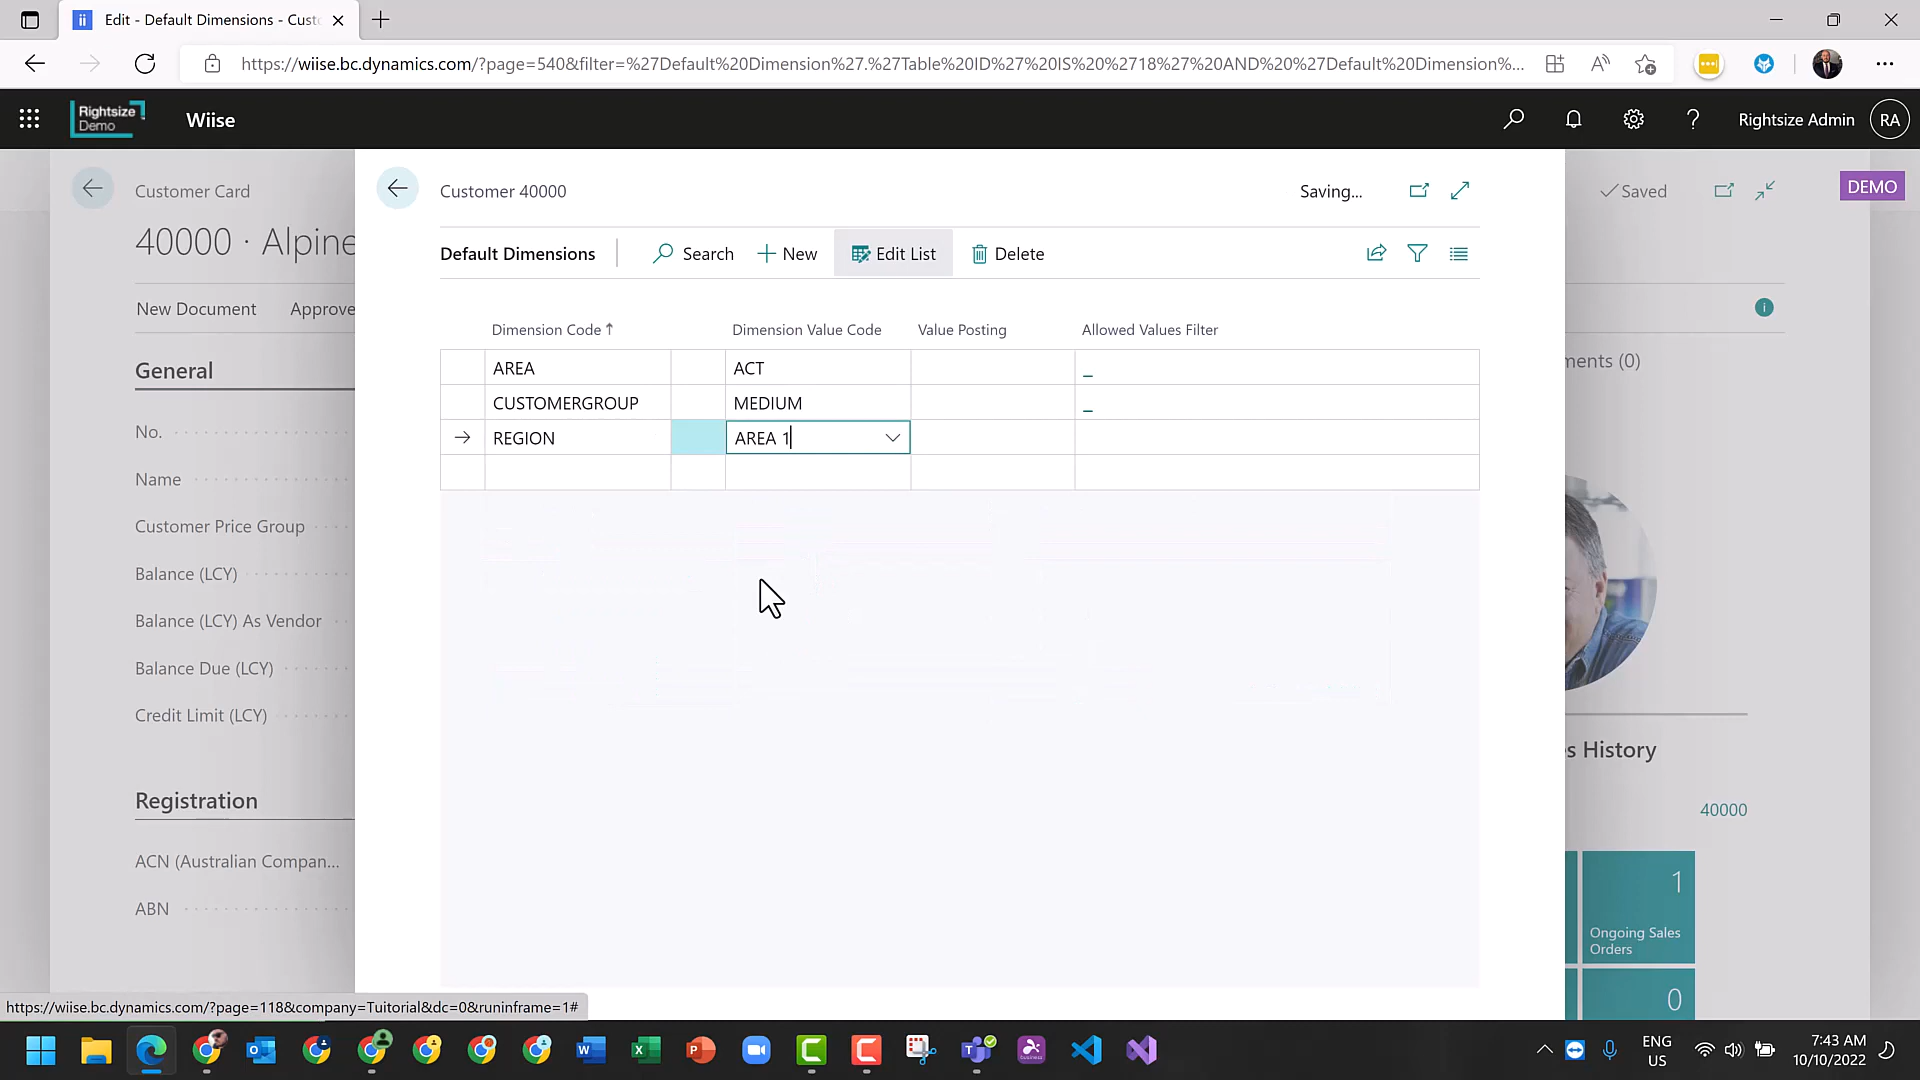 Edit - Default Dimensions - Custo
https://wiise.bc.dynamics.com/?page=540&filter=%27Default%20Dimension%27.%27Table%20ID%27%20IS%20%2718%27%20AND%20%27Default%20Dimension%...
Rightsize
Demo
Wiise
Rightsize Admin
RA
Customer Card
Customer 40000
Saving...
Saved
DEMO
40000 · Alpine
Default Dimensions
Search
New
Edit List
Delete
New Document
Approve
Dimension Code
Dimension Value Code
Value Posting
Allowed Values Filter
AREA
ACT
_
CUSTOMERGROUP
MEDIUM
_
REGION
AREA 1
General
ments (0)
No.
Name
Customer Price Group
Balance (LCY)
Balance (LCY) As Vendor
Balance Due (LCY)
Credit Limit (LCY)
s History
Registration
40000
ACN (Australian Compan...
ABN
1
Ongoing Sales
Orders
0
https://wiise.bc.dynamics.com/?page=118&company=Tuitorial&dc=0&runinframe=1#
ENG
US
7:43 AM
10/10/2022